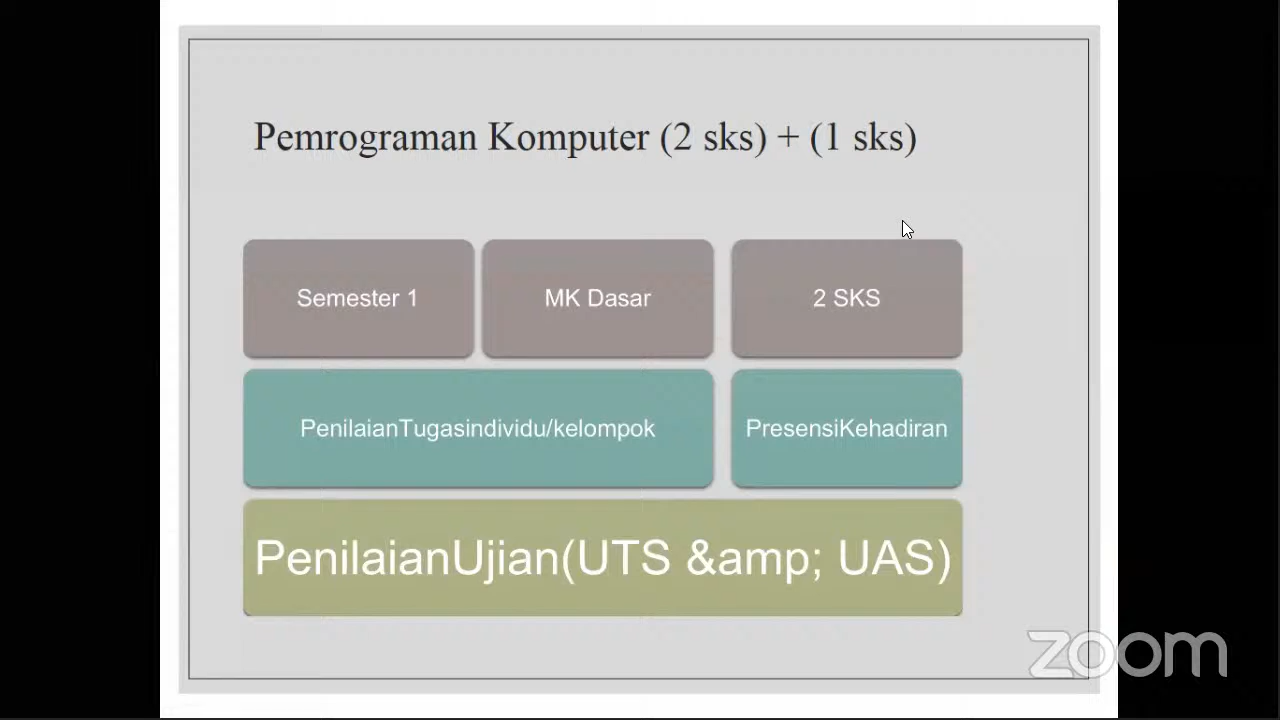 Pemrograman Komputer (2 sks) + (1 sks)
Semester 1
MK Dasar
2 SKS
PenilaianTugasindividu/kelompok
PresensiKehadiran
PenilaianUjian(UTS &amp; UAS)
zoom